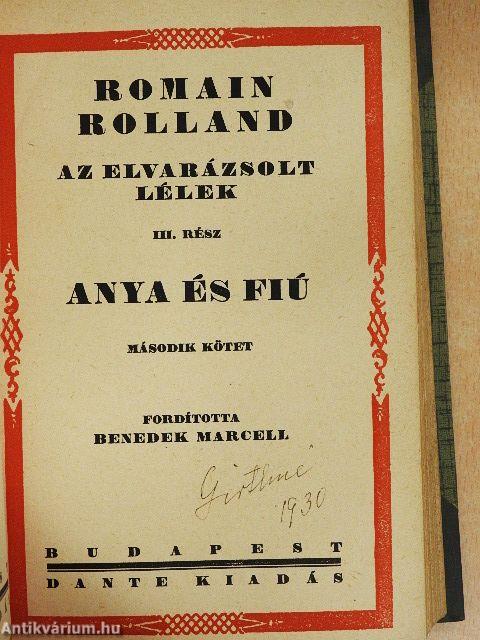 ROMAIN
ROLLAND
AZ ELVARÁZSOLT
LÉLEK
III. RÉSZ
ANYA ÉS FIÚ
MÁSODIK KÖTET
FORDÍTOTTA
BENEDEK MARCELL
1930
BUDAPEST
DANTE KIADÁS
Antikvárium.hu